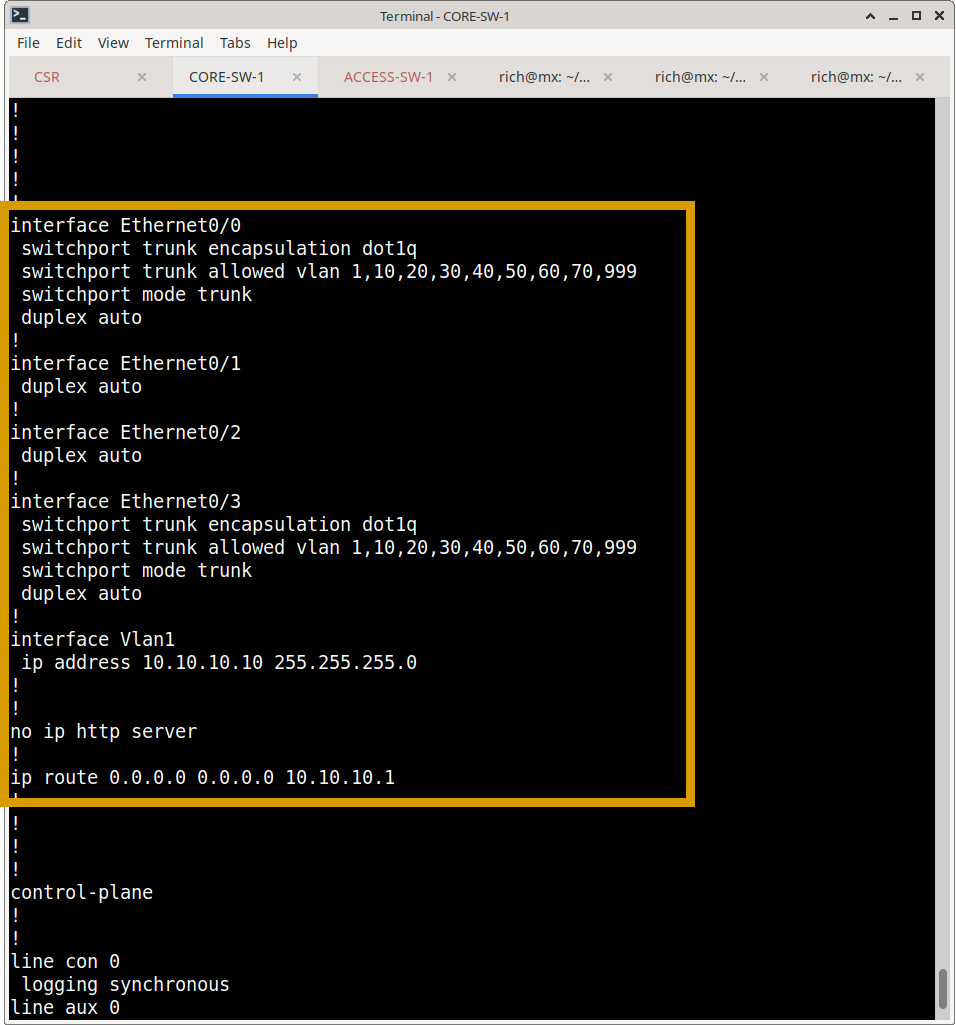 Terminal - CORE-SW-1
File Edit View Terminal Tabs Help
CSR CORE-SW-1 ACCESS-SW-1 rich@mx: ~/... rich@mx: ~/... rich@mx: ~/...
!
!
!
!
!
interface Ethernet0/0
 switchport trunk encapsulation dot1q
 switchport trunk allowed vlan 1,10,20,30,40,50,60,70,999
 switchport mode trunk
 duplex auto
!
interface Ethernet0/1
 duplex auto
!
interface Ethernet0/2
 duplex auto
!
interface Ethernet0/3
 switchport trunk encapsulation dot1q
 switchport trunk allowed vlan 1,10,20,30,40,50,60,70,999
 switchport mode trunk
 duplex auto
!
interface Vlan1
 ip address 10.10.10.10 255.255.255.0
!
!
no ip http server
!
ip route 0.0.0.0 0.0.0.0 10.10.10.1
!
!
!
!
control-plane
!
!
line con 0
 logging synchronous
line aux 0